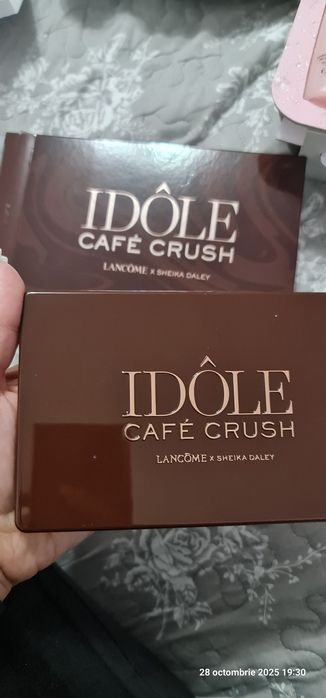 IDÔLE
CAFÉ CRUSH
LANCÔME x SHEIKA DALEY
IDÔLE
CAFÉ CRUSH
LANCÔME x SHEIKA DALEY
28 octombrie 2025 19:30